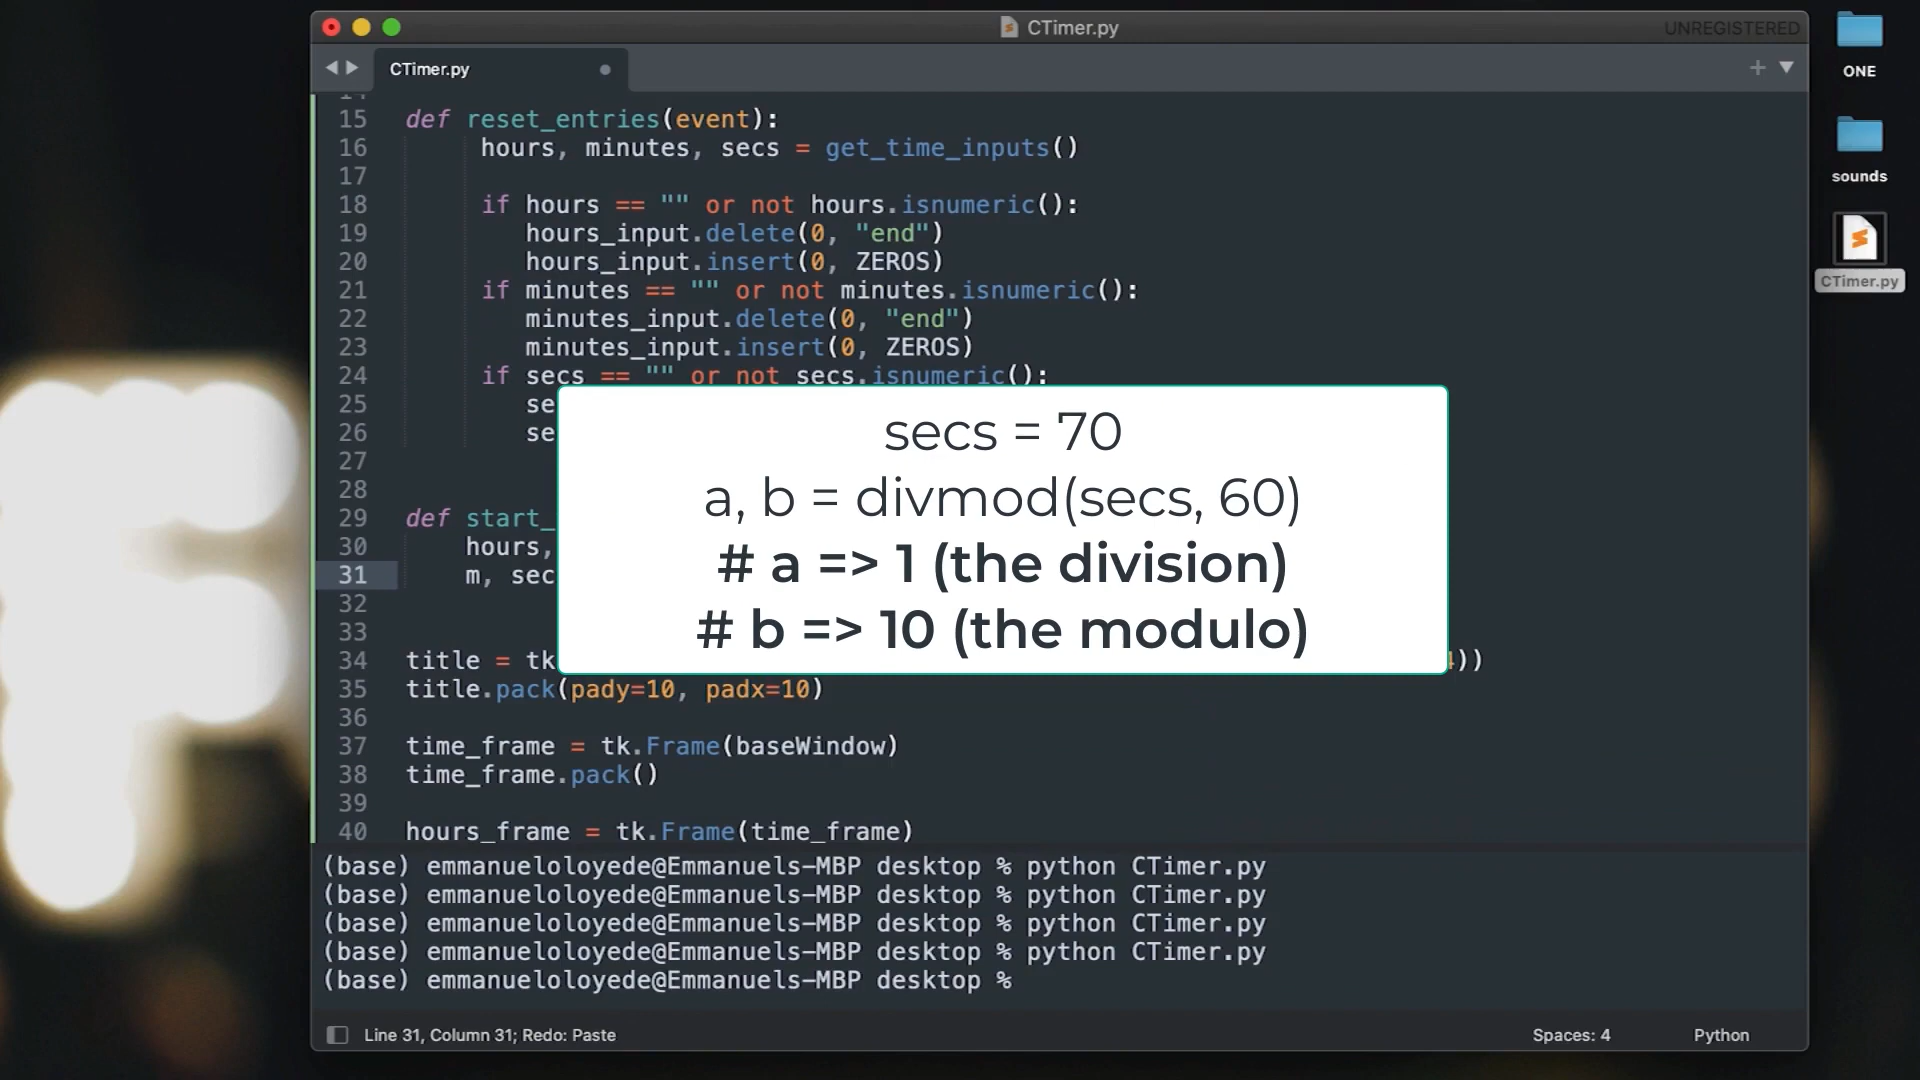 CTimer.py
UNREGISTERED
CTimer.py
ONE
sounds
CTimer.py
15 def reset_entries(event):
16 hours, minutes, secs = get_time_inputs()
17
18 if hours == "" or not hours.isnumeric():
19 hours_input.delete(0, "end")
20 hours_input.insert(0, ZEROS)
21 if minutes == "" or not minutes.isnumeric():
22 minutes_input.delete(0, "end")
23 minutes_input.insert(0, ZEROS)
24 if secs == "" or not secs.isnumeric():
25 se
26 se
27
28
29 def start_
30 hours,
31 m, sec
32
33
34 title = tk ))
35 title.pack(pady=10, padx=10)
36
37 time_frame = tk.Frame(baseWindow)
38 time_frame.pack()
39
40 hours_frame = tk.Frame(time_frame)
secs = 70
a, b = divmod(secs, 60)
# a => 1 (the division)
# b => 10 (the modulo)
(base) emmanueloloyede@Emmanuels-MBP desktop % python CTimer.py
(base) emmanueloloyede@Emmanuels-MBP desktop % python CTimer.py
(base) emmanueloloyede@Emmanuels-MBP desktop % python CTimer.py
(base) emmanueloloyede@Emmanuels-MBP desktop % python CTimer.py
(base) emmanueloloyede@Emmanuels-MBP desktop %
Line 31, Column 31; Redo: Paste
Spaces: 4
Python